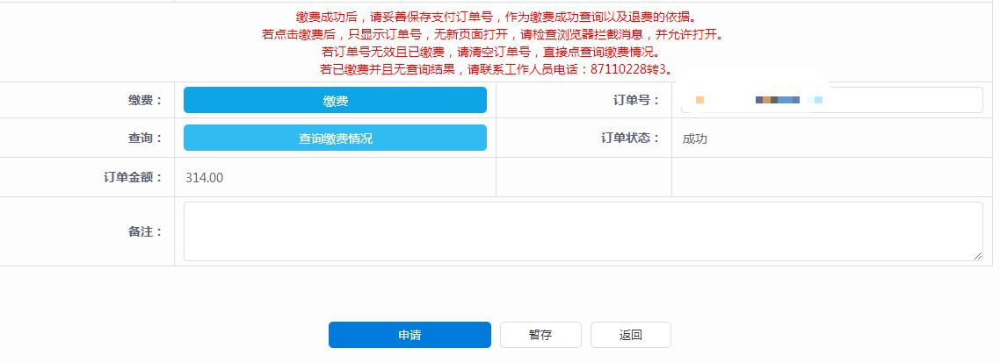 缴费成功后，请妥善保存支付订单号，作为缴费成功查询以及退费的依据。
若点击缴费后，只显示订单号，无新页面打开，请检查浏览器拦截消息，并允许打开。
若订单号无效且已缴费，请清空订单号，直接点查询缴费情况。
若已缴费并且无查询结果，请联系工作人员电话：87110228转3。
缴费： 缴费 订单号：
查询： 查询缴费情况 订单状态： 成功
订单金额： 314.00
备注：
申请 暂存 返回